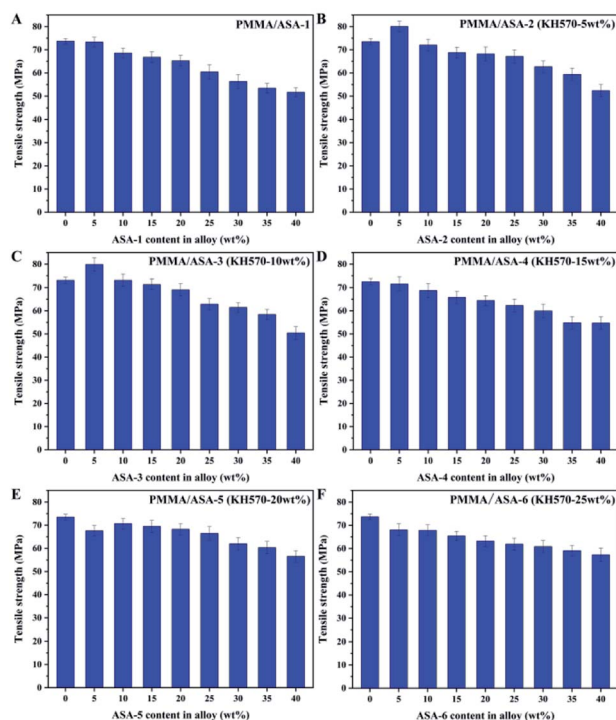 A
PMMA/ASA-1
Tensile strength (MPa)
80
70
60
50
40
30
20
10
0
0 5 10 15 20 25 30 35 40
ASA-1 content in alloy (wt%)
B
PMMA/ASA-2 (KH570-5wt%)
Tensile strength (MPa)
80
70
60
50
40
30
20
10
0
0 5 10 15 20 25 30 35 40
ASA-2 content in alloy (wt%)
C
PMMA/ASA-3 (KH570-10wt%)
Tensile strength (MPa)
80
70
60
50
40
30
20
10
0
0 5 10 15 20 25 30 35 40
ASA-3 content in alloy (wt%)
D
PMMA/ASA-4 (KH570-15wt%)
Tensile strength (MPa)
80
70
60
50
40
30
20
10
0
0 5 10 15 20 25 30 35 40
ASA-4 content in alloy (wt%)
E
PMMA/ASA-5 (KH570-20wt%)
Tensile strength (MPa)
80
70
60
50
40
30
20
10
0
0 5 10 15 20 25 30 35 40
ASA-5 content in alloy (wt%)
F
PMMA/ASA-6 (KH570-25wt%)
Tensile strength (MPa)
80
70
60
50
40
30
20
10
0
0 5 10 15 20 25 30 35 40
ASA-6 content in alloy (wt%)